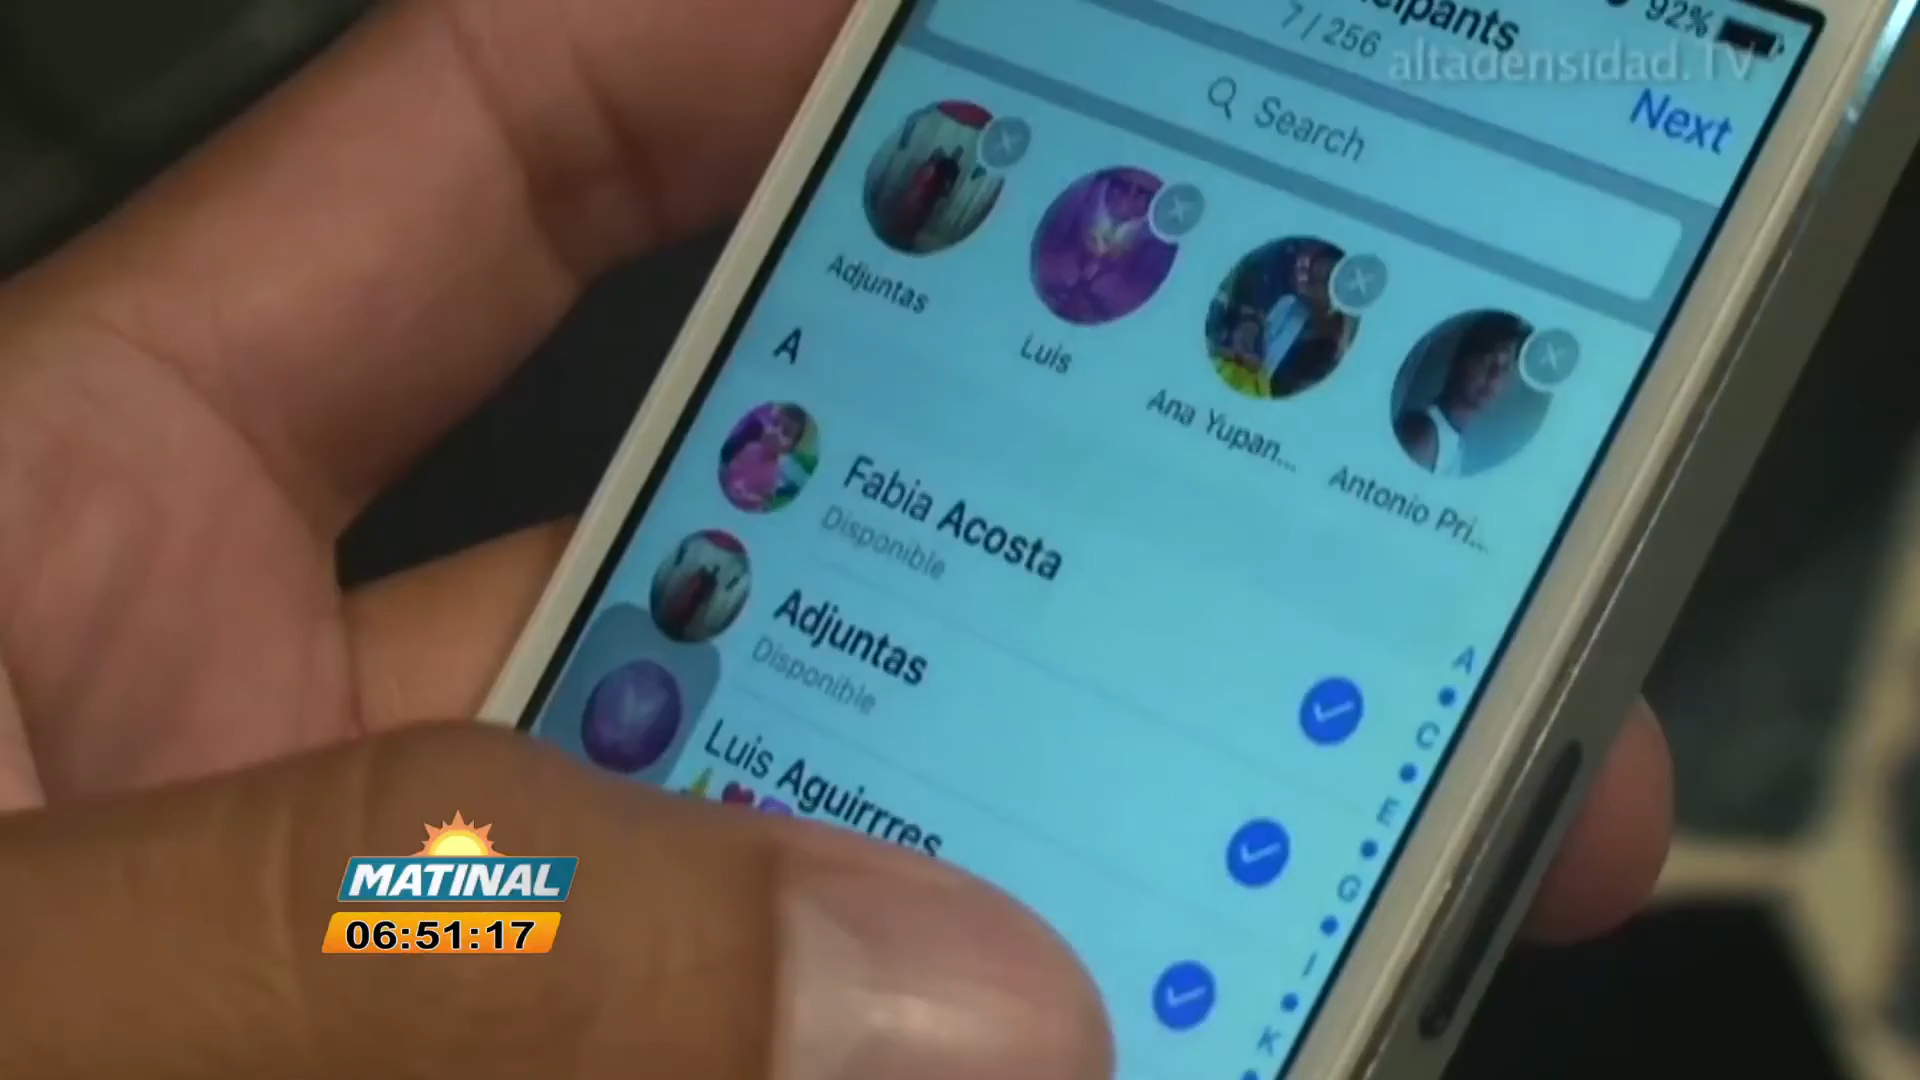 92%
cipants
7 / 256
altadensidad.TV
Next
Search
Adjuntas
Luis
Ana Yupan...
Antonio Pri...
A
Fabia Acosta
Disponible
Adjuntas
Disponible
Luis Aguirrres
A
C
E
G
I
K
MATINAL
06:51:17